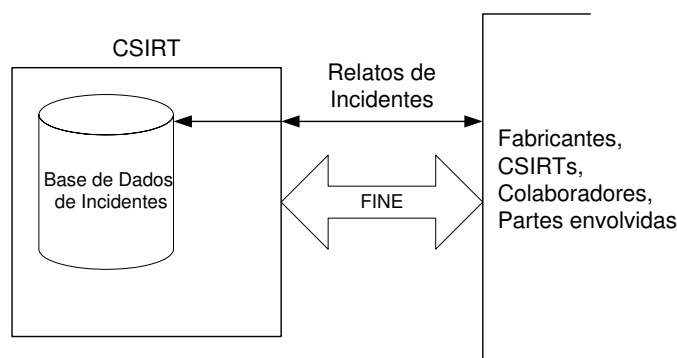 CSIRT
Relatos de
Incidentes
Base de Dados
de Incidentes
FINE
Fabricantes,
CSIRTs,
Colaboradores,
Partes envolvidas